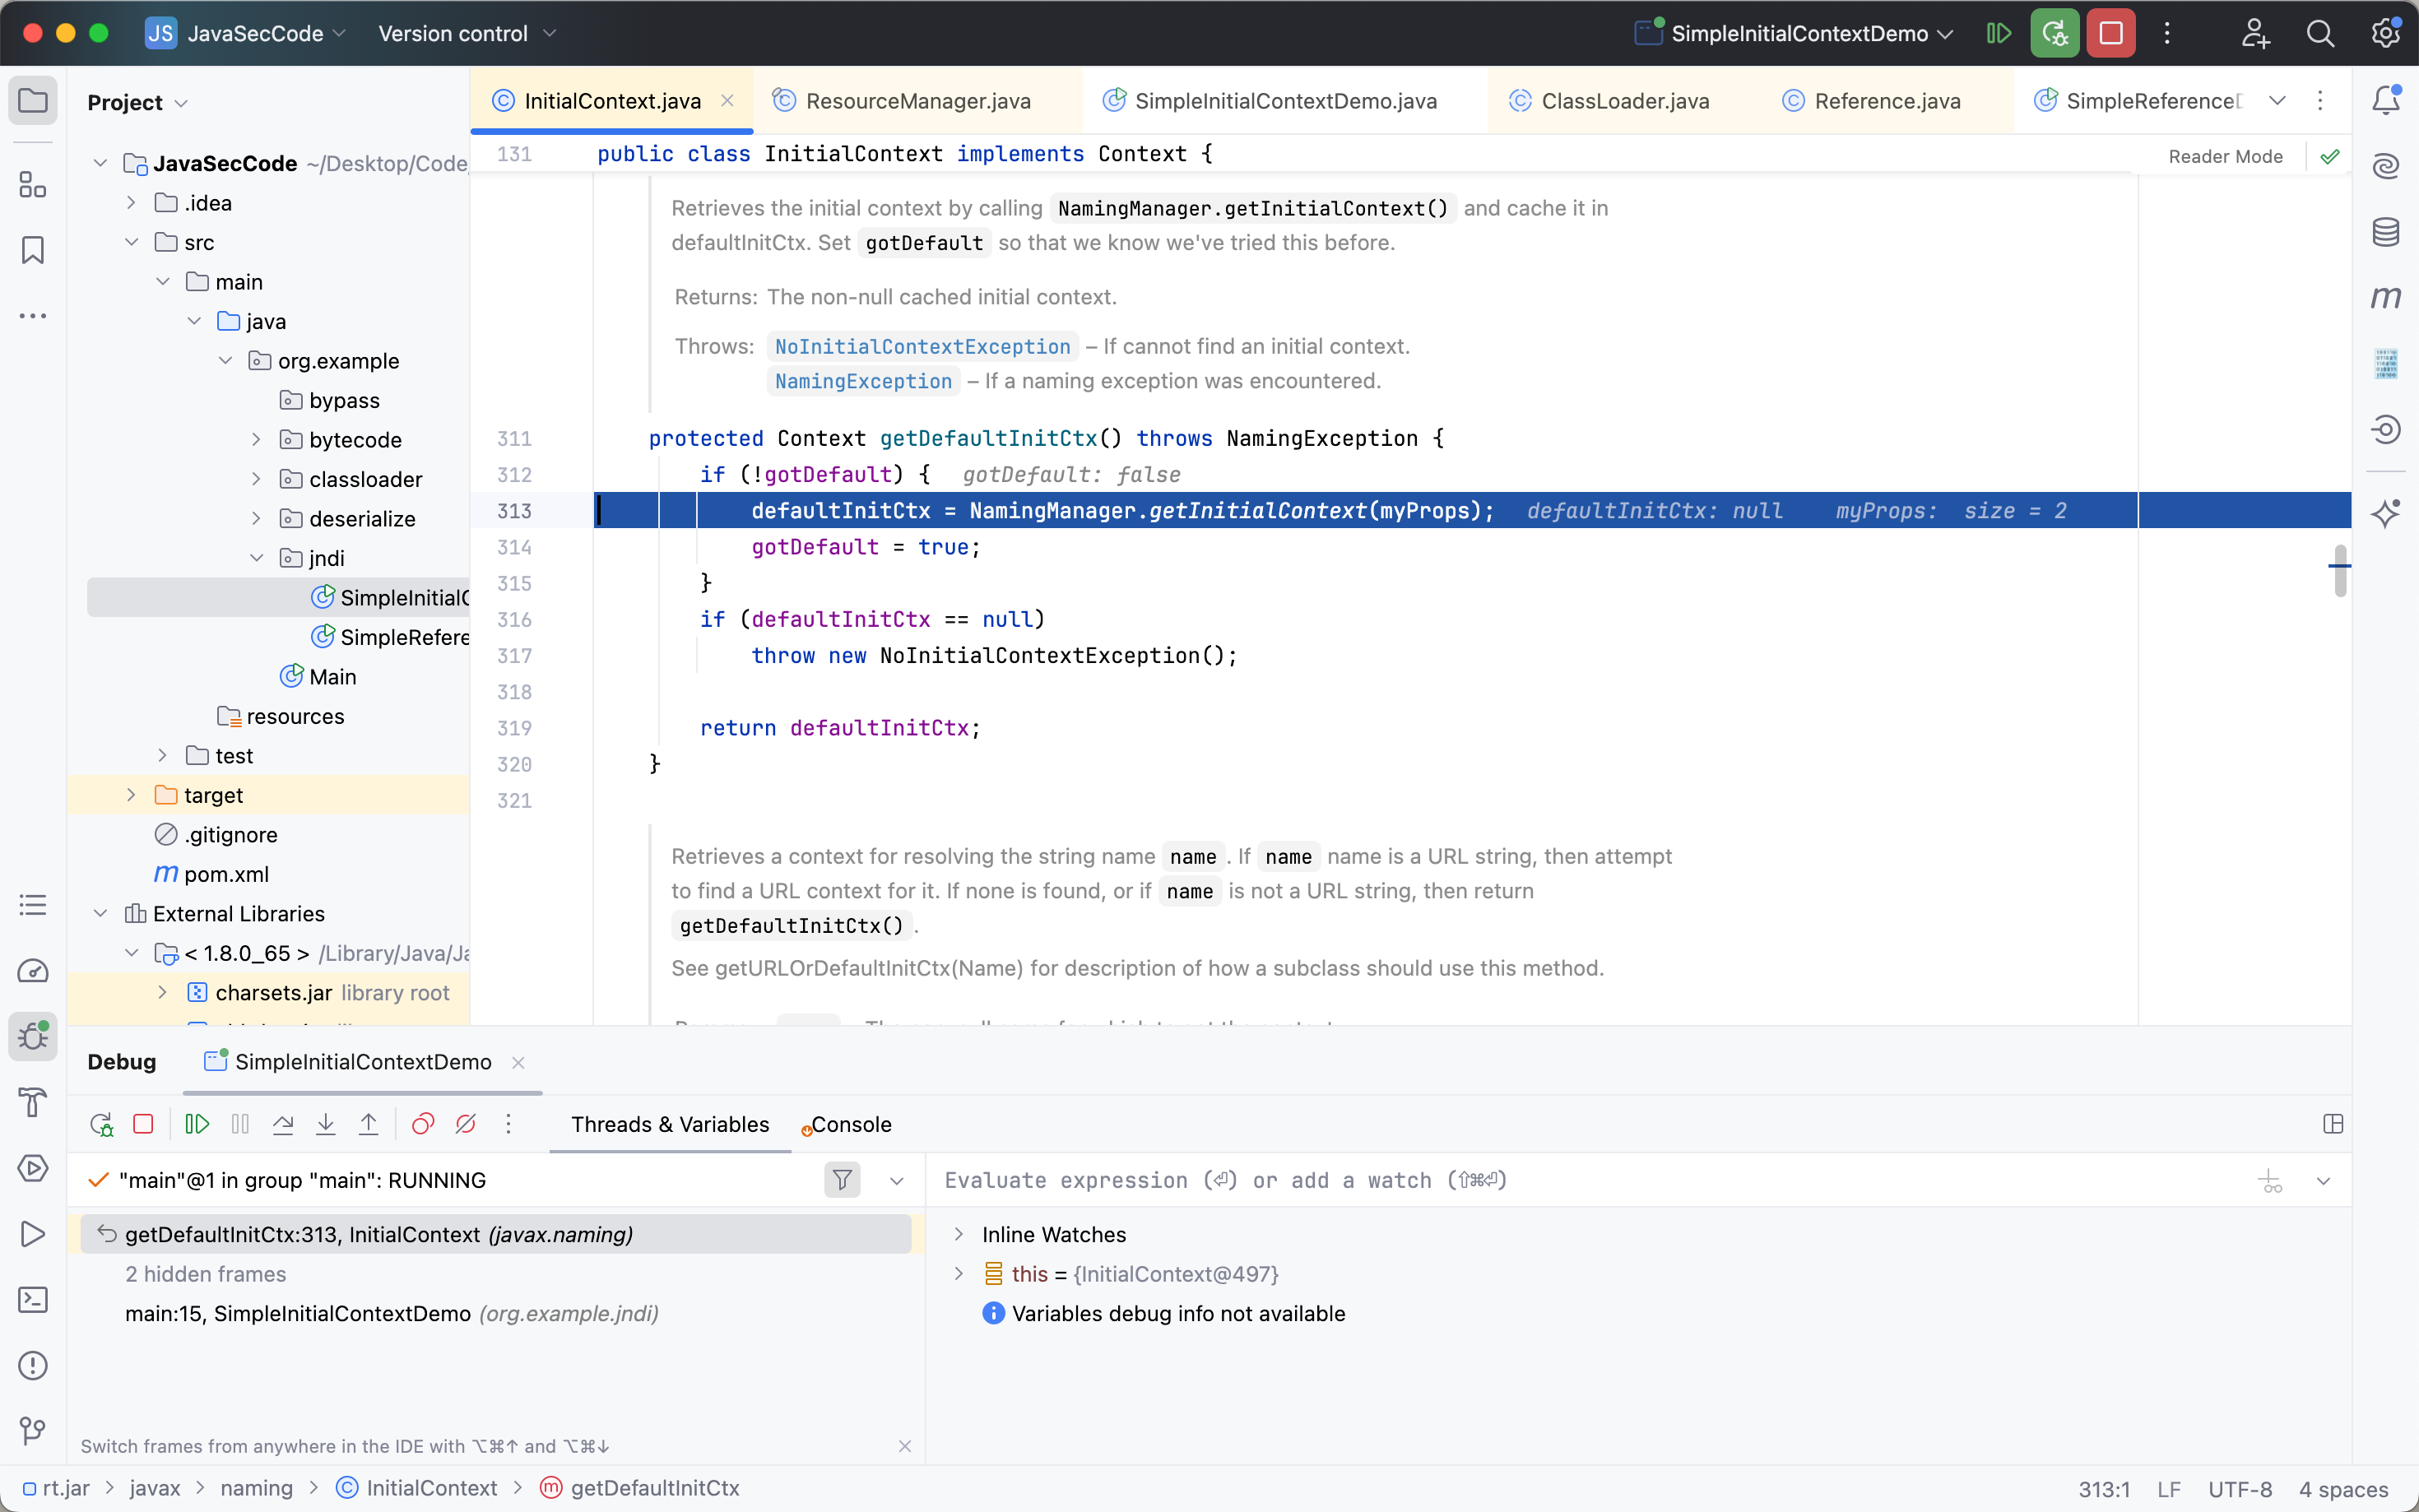 JS JavaSecCode Version control SimpleInitialContextDemo
Project
InitialContext.java ResourceManager.java SimpleInitialContextDemo.java ClassLoader.java Reference.java SimpleReferenceD
131 public class InitialContext implements Context {
Reader Mode
JavaSecCode ~/Desktop/Code
.idea
src
main
java
org.example
bypass
bytecode
classloader
deserialize
jndi
SimpleInitialC
SimpleRefere
Main
resources
test
target
.gitignore
m pom.xml
External Libraries
< 1.8.0_65 > /Library/Java/Ja
charsets.jar library root
Retrieves the initial context by calling NamingManager.getInitialContext() and cache it in
defaultInitCtx. Set gotDefault so that we know we've tried this before.
Returns: The non-null cached initial context.
Throws: NoInitialContextException – If cannot find an initial context.
NamingException – If a naming exception was encountered.
311 protected Context getDefaultInitCtx() throws NamingException {
312 if (!gotDefault) { gotDefault: false
313 defaultInitCtx = NamingManager.getInitialContext(myProps); defaultInitCtx: null myProps: size = 2
314 gotDefault = true;
315 }
316 if (defaultInitCtx == null)
317 throw new NoInitialContextException();
318
319 return defaultInitCtx;
320 }
321
Retrieves a context for resolving the string name name . If name name is a URL string, then attempt
to find a URL context for it. If none is found, or if name is not a URL string, then return
getDefaultInitCtx() .
See getURLOrDefaultInitCtx(Name) for description of how a subclass should use this method.
Debug SimpleInitialContextDemo
Threads & Variables Console
"main"@1 in group "main": RUNNING
getDefaultInitCtx:313, InitialContext (javax.naming)
2 hidden frames
main:15, SimpleInitialContextDemo (org.example.jndi)
Switch frames from anywhere in the IDE with ⌥⌘↑ and ⌥⌘↓
Evaluate expression (⏎) or add a watch (⇧⌘⏎)
Inline Watches
this = {InitialContext@497}
Variables debug info not available
rt.jar > javax > naming > InitialContext > m getDefaultInitCtx
313:1 LF UTF-8 4 spaces